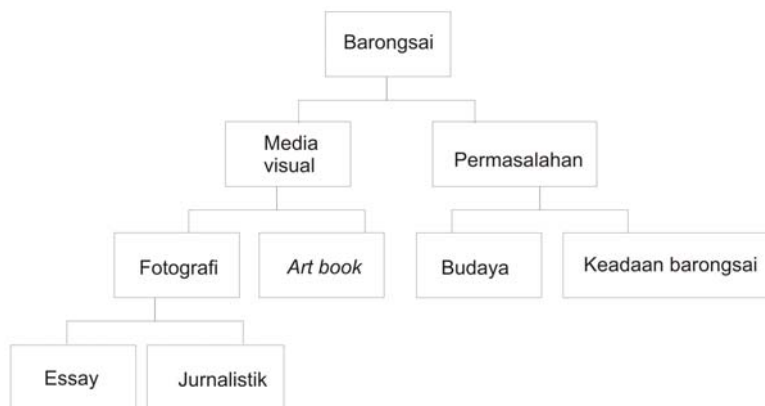 Barongsai
Media
visual
Permasalahan
Fotografi
Art book
Budaya
Keadaan barongsai
Essay
Jurnalistik